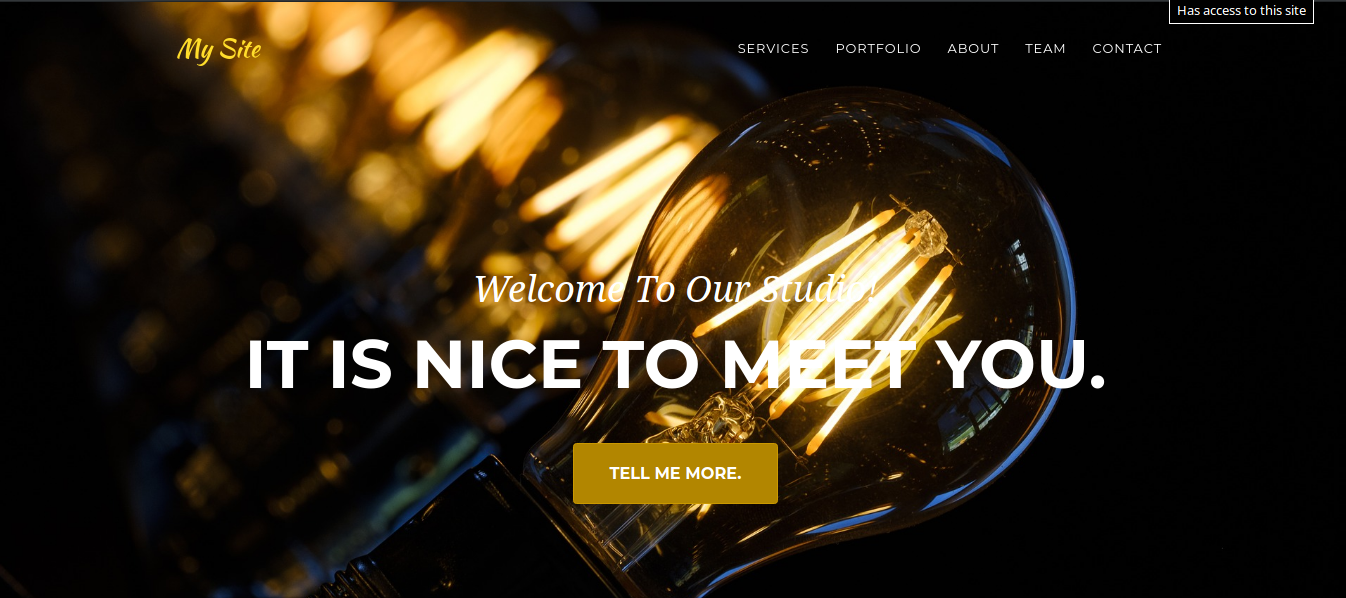 Has access to this site
My Site
SERVICES PORTFOLIO ABOUT TEAM CONTACT
Welcome To Our Studio!
IT IS NICE TO MEET YOU.
TELL ME MORE.